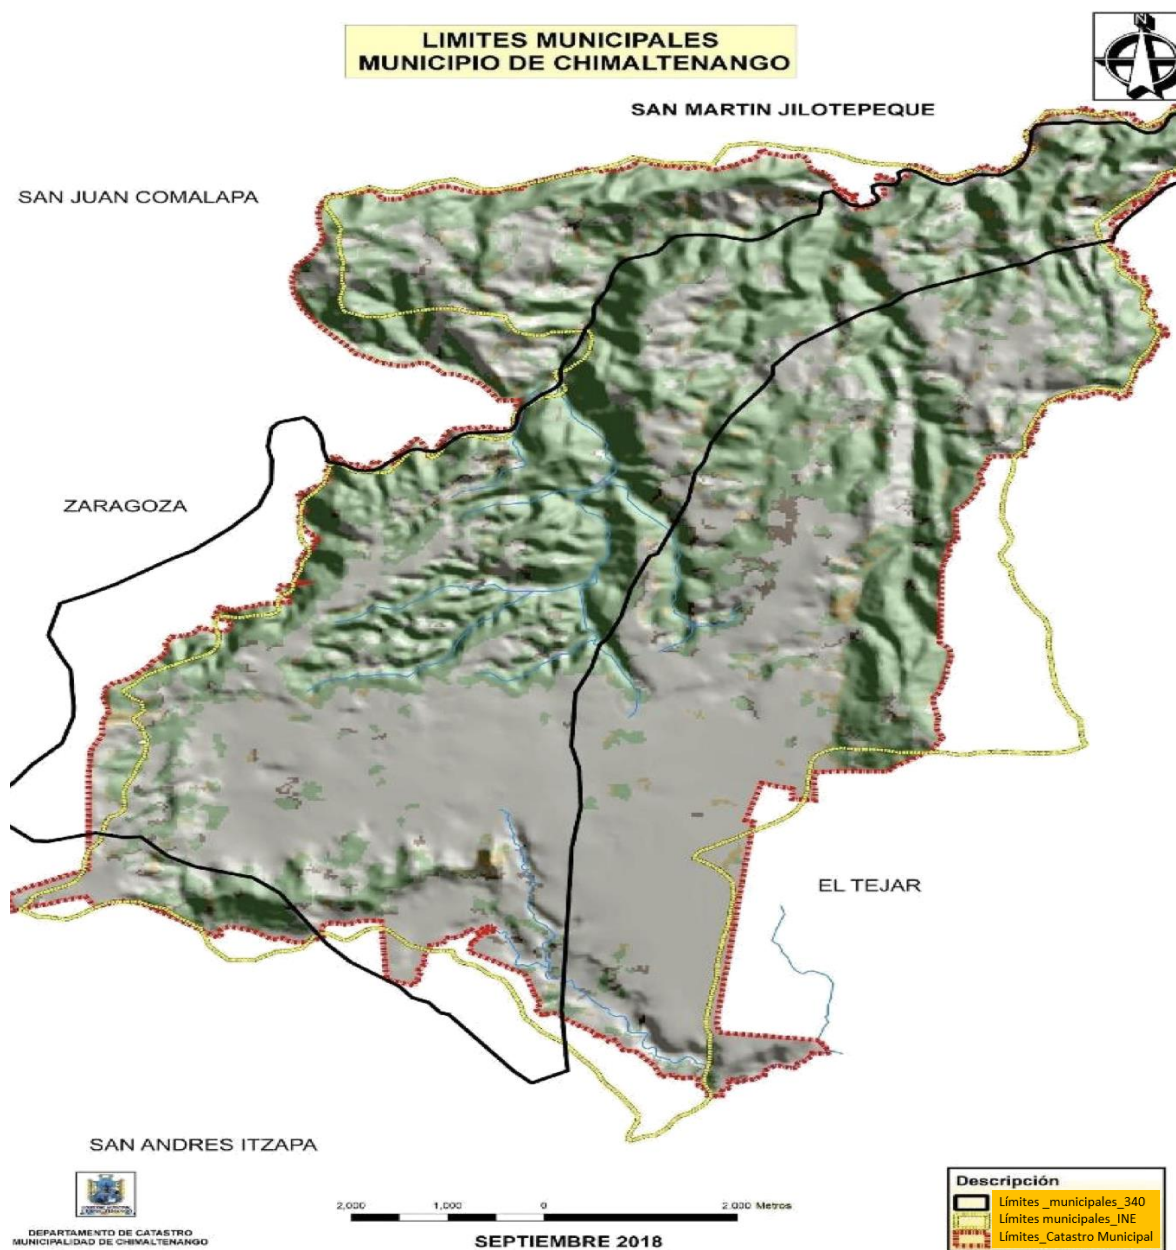 LIMITES MUNICIPALES
MUNICIPIO DE CHIMALTENANGO
N
SAN MARTIN JILOTEPEQUE
SAN JUAN COMALAPA
ZARAGOZA
EL TEJAR
SAN ANDRES ITZAPA
DEPARTAMENTO DE CATASTRO
MUNICIPALIDAD DE CHIMALTENANGO
2,000 1,000 0 2,000 Metros
SEPTIEMBRE 2018
Descripción
Límites _municipales_340
Límites municipales_INE
Límites_Catastro Municipal